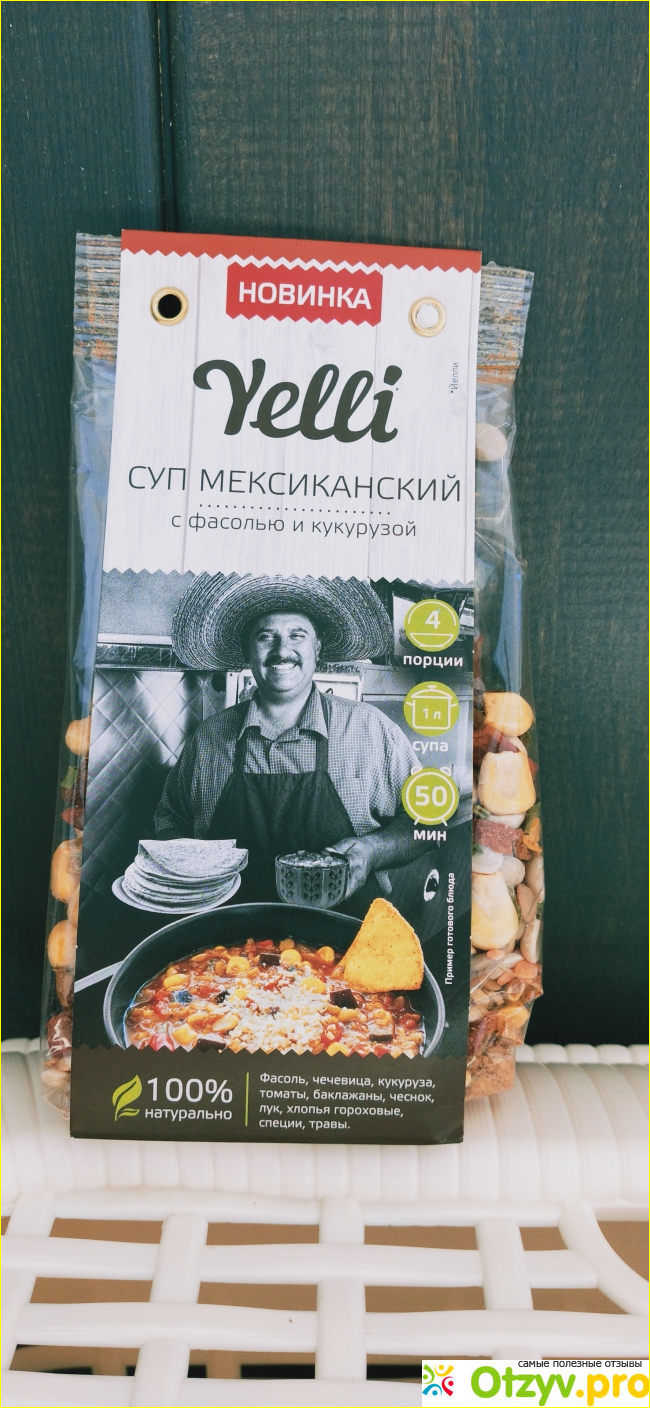 НОВИНКА
Yelli
*Йелли
СУП МЕКСИКАНСКИЙ
с фасолью и кукурузой
4
порции
1 л
супа
50
мин
Пример готового блюда
100%
натурально
Фасоль, чечевица, кукуруза,
томаты, баклажаны, чеснок,
лук, хлопья гороховые,
специи, травы.
самые полезные отзывы
Otzyv.pro